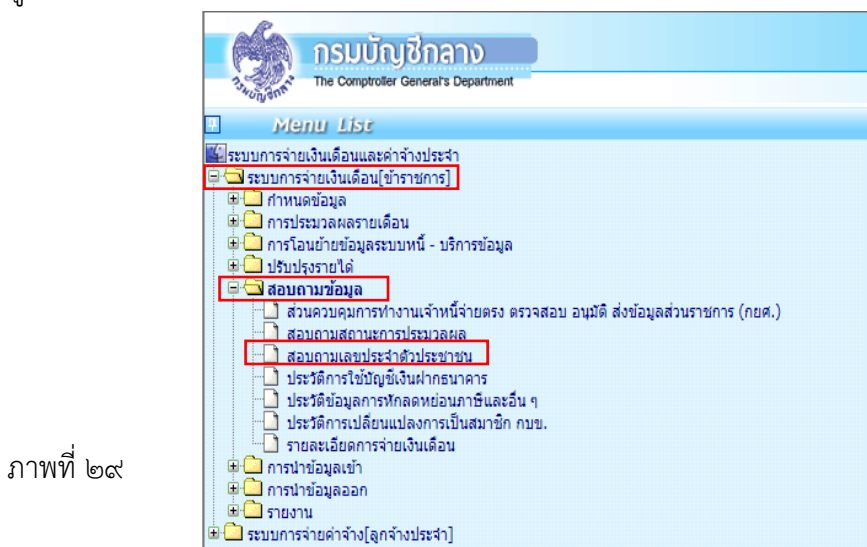 กรมบัญชีกลาง
The Comptroller General's Department
กรมบัญชีกลาง
Menu List
ระบบการจ่ายเงินเดือนและค่าจ้างประจำ
ระบบการจ่ายเงินเดือน[ข้าราชการ]
กำหนดข้อมูล
การประมวลผลรายเดือน
การโอนย้ายข้อมูลระบบหนี้ - บริการข้อมูล
ปรับปรุงรายได้
สอบถามข้อมูล
ส่วนควบคุมการทำงานเจ้าหนี้จ่ายตรง ตรวจสอบ อนุมัติ ส่งข้อมูลส่วนราชการ (กยศ.)
สอบถามสถานะการประมวลผล
สอบถามเลขประจำตัวประชาชน
ประวัติการใช้บัญชีเงินฝากธนาคาร
ประวัติข้อมูลการหักลดหย่อนภาษีและอื่น ๆ
ประวัติการเปลี่ยนแปลงการเป็นสมาชิก กบข.
รายละเอียดการจ่ายเงินเดือน
ภาพที่ ๒๙
การนำข้อมูลเข้า
การนำข้อมูลออก
รายงาน
ระบบการจ่ายค่าจ้าง[ลูกจ้างประจำ]